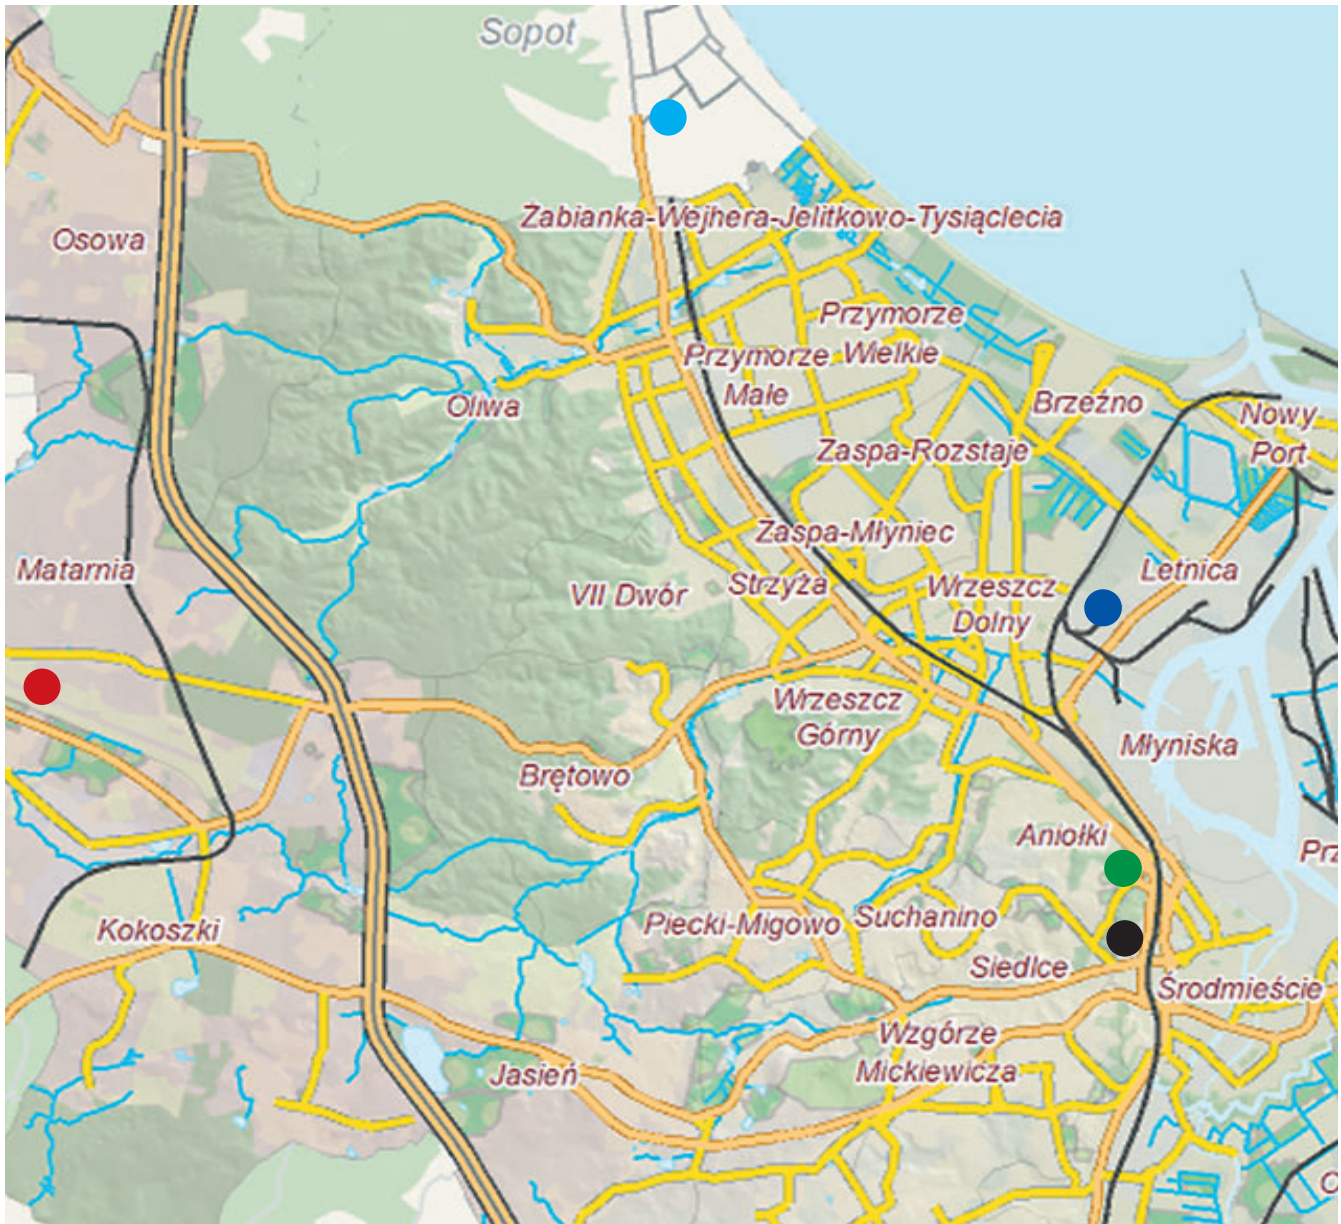 Sopot
Żabianka-Wejhera-Jelitkowo-Tysiąclecia
Osowa
Przymorze
Wielkie
Przymorze
Małe
Oliwa
Brzeźno
Nowy
Port
Zaspa-Rozstaje
Zaspa-Młyniec
Matarnia
VII Dwór
Strzyża
Wrzeszcz
Dolny
Letnica
Wrzeszcz
Górny
Młyniska
Brętowo
Aniołki
Prz
Kokoszki
Piecki-Migowo
Suchanino
Siedlce
Środmieście
Wzgórze
Mickiewicza
Jasień
O